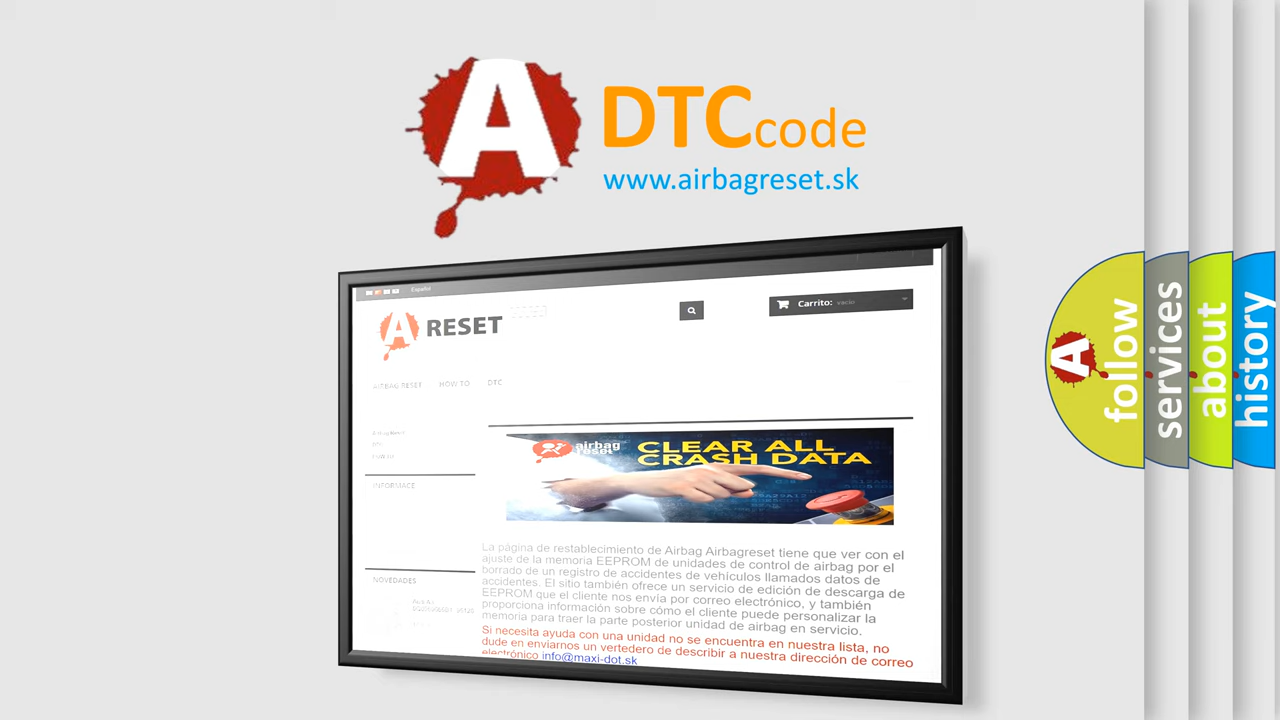 A
DTCcode
www.airbagreset.sk
Español
A RESET
Carrito: vacío
AIRBAG RESET HOW TO DTC
INFORMACE
NOVEDADES
airbag
reset
CLEAR ALL
CRASH DATA
La página de restablecimiento de Airbag Airbagreset tiene que ver con el
ajuste de la memoria EEPROM de unidades de control de airbag por el
borrado de un registro de accidentes de vehículos llamados datos de
accidentes. El sitio también ofrece un servicio de edición de descarga de
EEPROM que el cliente nos envía por correo electrónico, y también
proporciona información sobre cómo el cliente puede personalizar la
memoria para traer la parte posterior unidad de airbag en servicio.
Si necesita ayuda con una unidad no se encuentra en nuestra lista, no
dude en enviarnos un vertedero de describir a nuestra dirección de correo
electrónico info@maxi-dot.sk
A
follow
services
about
history